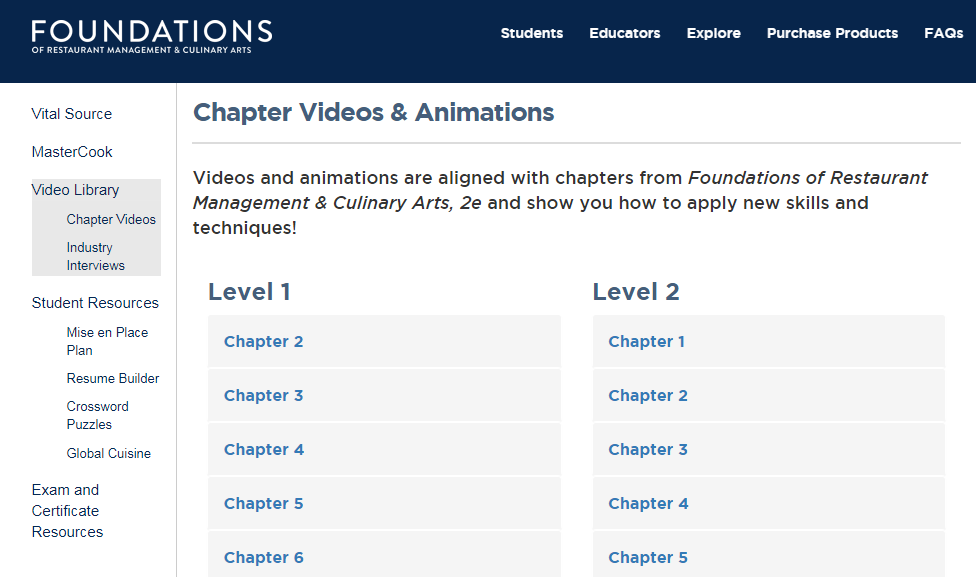 FOUNDATIONS
OF RESTAURANT MANAGEMENT & CULINARY ARTS
Students Educators Explore Purchase Products FAQs
Vital Source
MasterCook
Video Library
Chapter Videos
Industry
Interviews
Student Resources
Mise en Place
Plan
Resume Builder
Crossword
Puzzles
Global Cuisine
Exam and
Certificate
Resources
Chapter Videos & Animations
Videos and animations are aligned with chapters from Foundations of Restaurant
Management & Culinary Arts, 2e and show you how to apply new skills and
techniques!
Level 1
Chapter 2
Chapter 3
Chapter 4
Chapter 5
Chapter 6
Level 2
Chapter 1
Chapter 2
Chapter 3
Chapter 4
Chapter 5